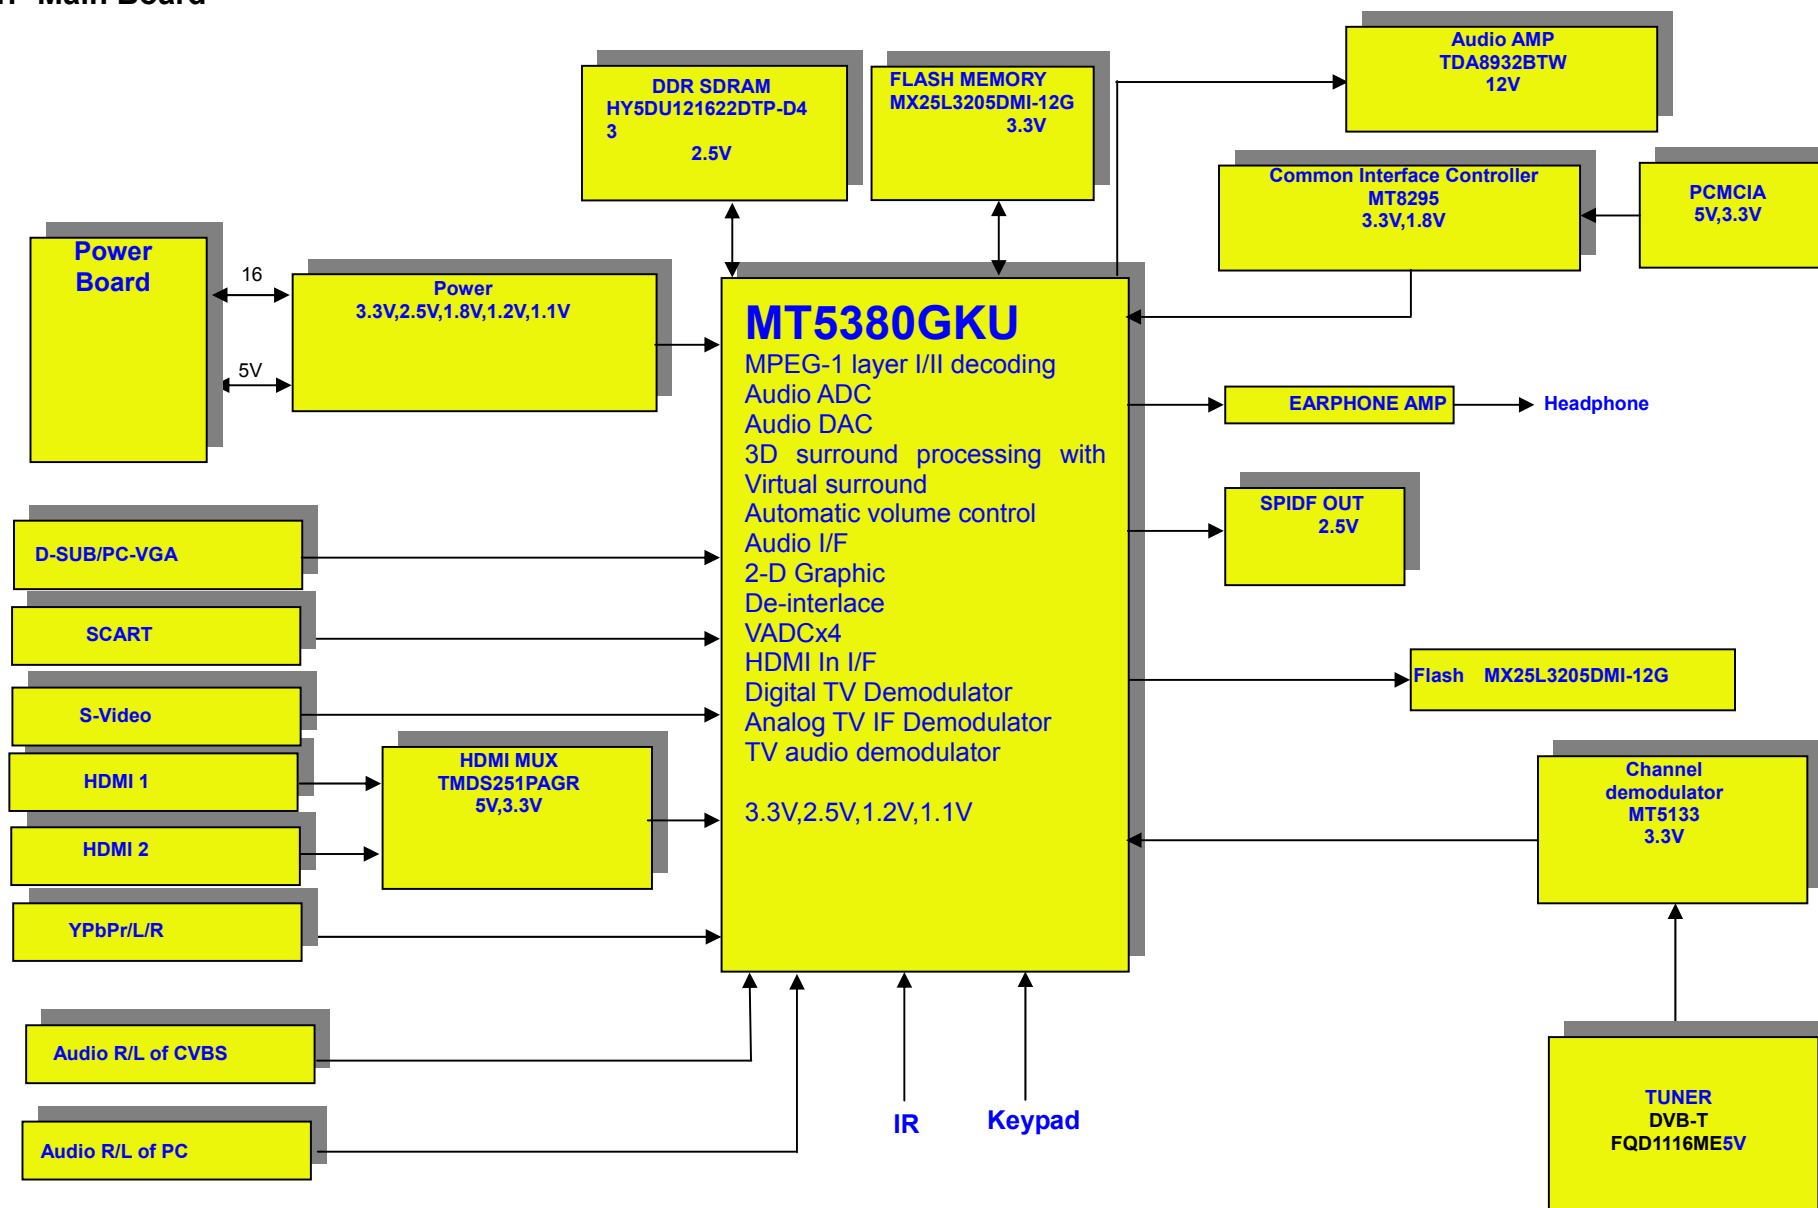 Main Board
Audio AMP
TDA8932BTW
12V
DDR SDRAM
HY5DU121622DTP-D4
3
2.5V
FLASH MEMORY
MX25L3205DMI-12G
3.3V
Common Interface Controller
MT8295
3.3V,1.8V
PCMCIA
5V,3.3V
Power
Board
16
5V
Power
3.3V,2.5V,1.8V,1.2V,1.1V
MT5380GKU
MPEG-1 layer I/II decoding
Audio ADC
Audio DAC
3D surround processing with
Virtual surround
Automatic volume control
Audio I/F
2-D Graphic
De-interlace
VADCx4
HDMI In I/F
Digital TV Demodulator
Analog TV IF Demodulator
TV audio demodulator
3.3V,2.5V,1.2V,1.1V
EARPHONE AMP
Headphone
SPIDF OUT
2.5V
D-SUB/PC-VGA
SCART
S-Video
HDMI 1
HDMI 2
HDMI MUX
TMDS251PAGR
5V,3.3V
YPbPr/L/R
Flash MX25L3205DMI-12G
Channel
demodulator
MT5133
3.3V
Audio R/L of CVBS
Audio R/L of PC
IR
Keypad
TUNER
DVB-T
FQD1116ME5V